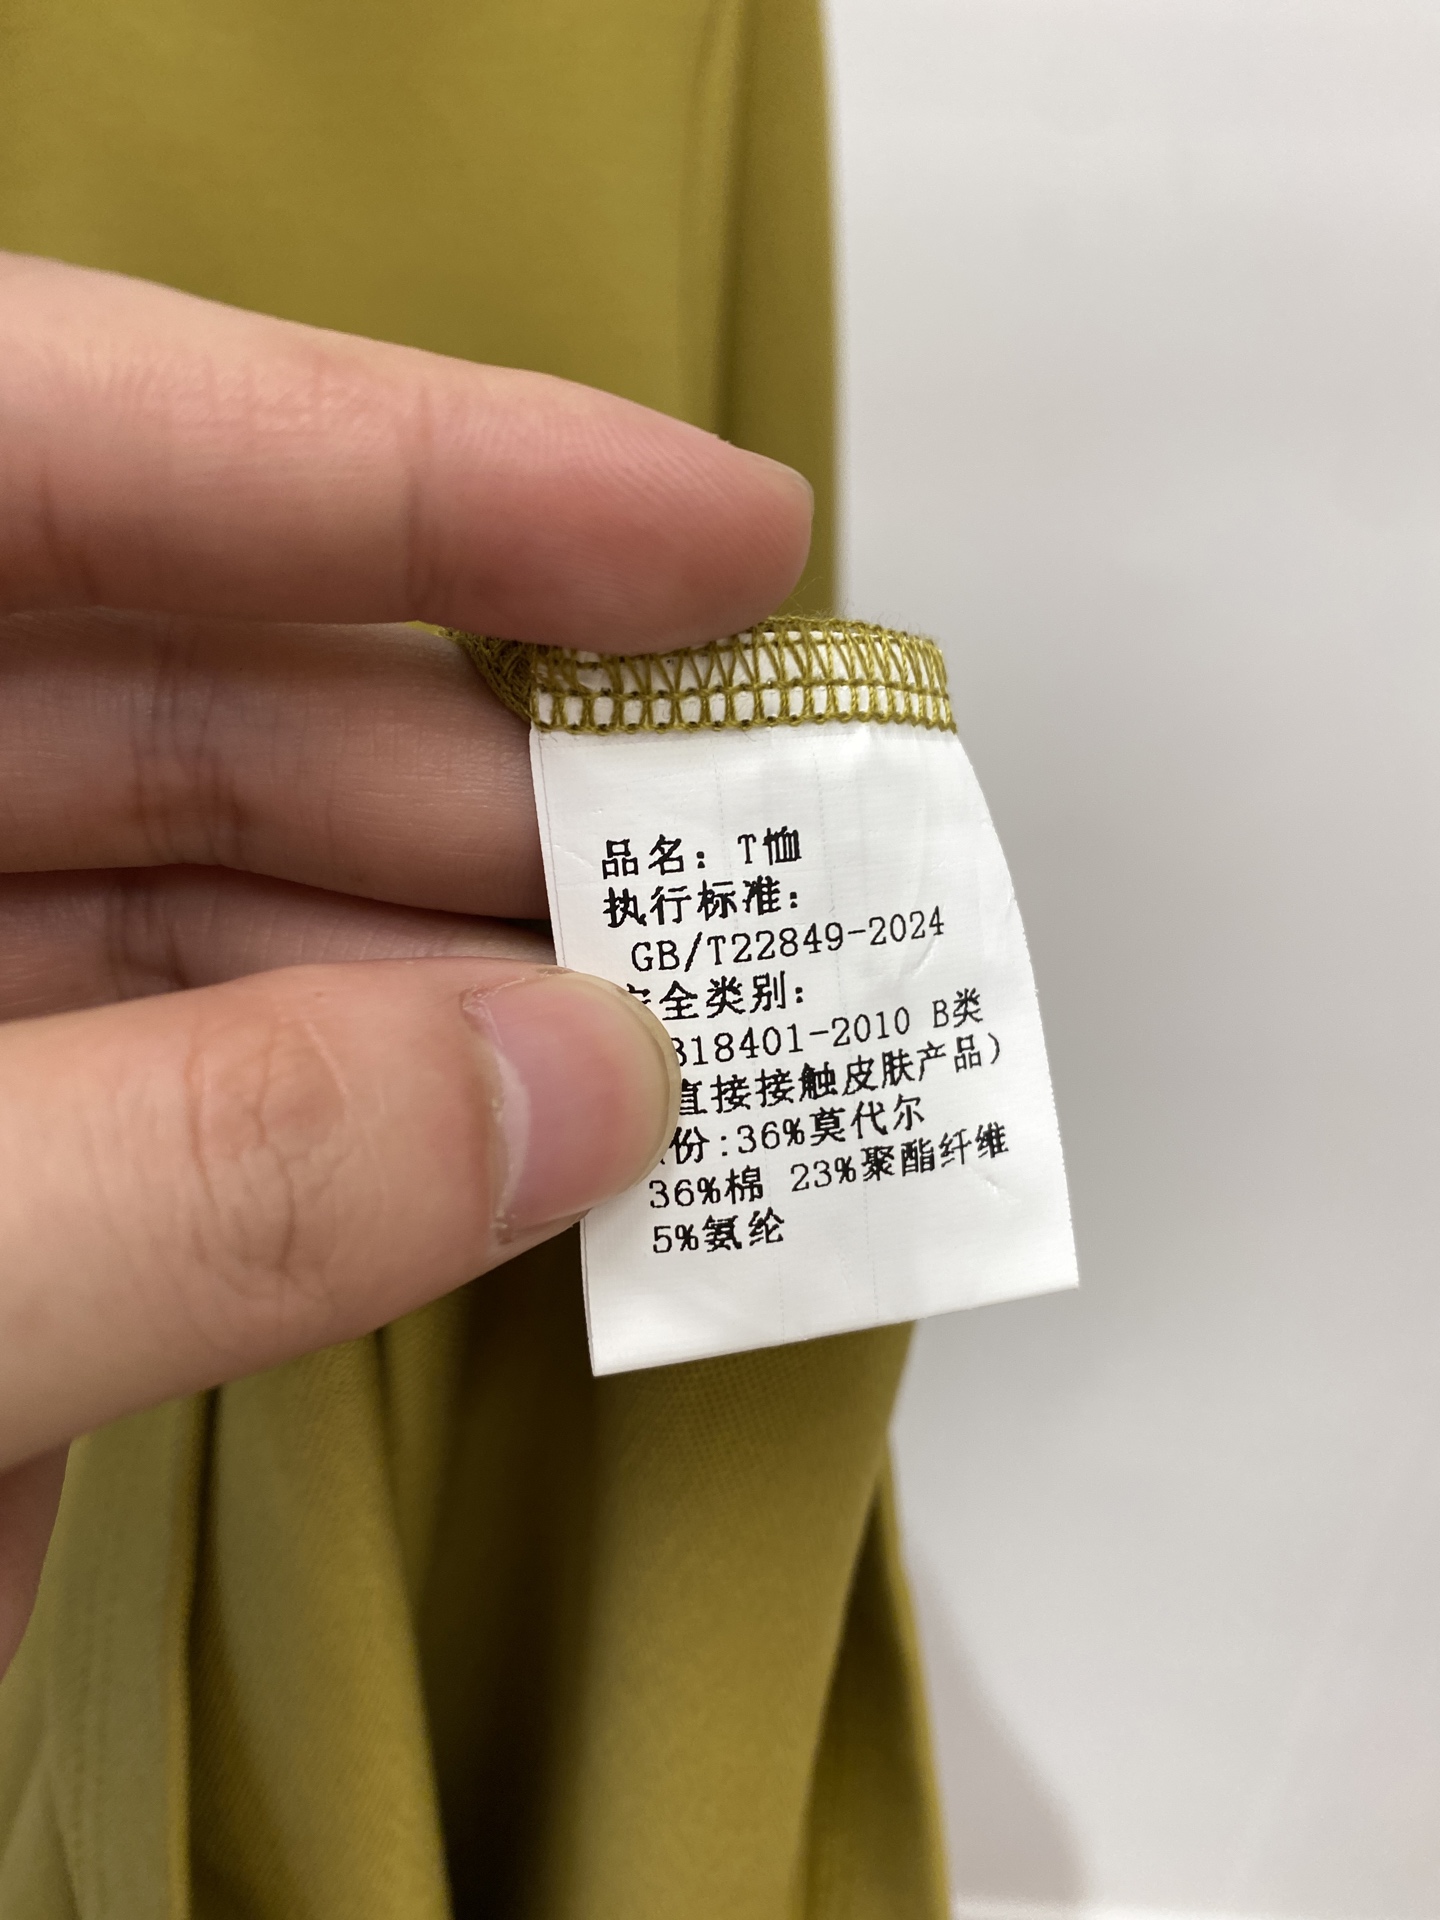 品名：T恤
执行标准：
GB/T22849-2024
全类别：
18401-2010 B类
直接接触皮肤产品）
份:36%莫代尔
36%棉 23%聚酯纤维
5%氨纶